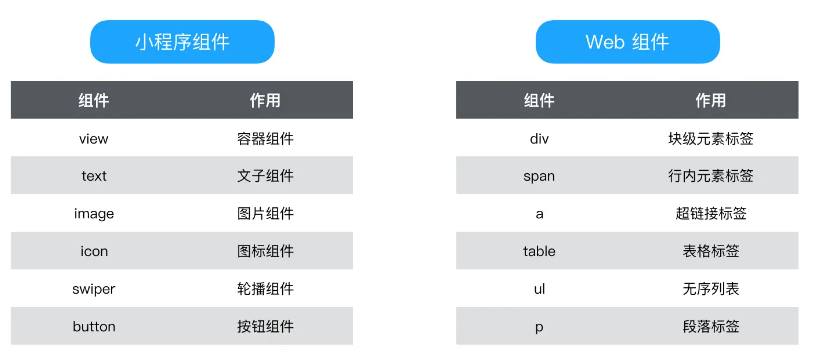 小程序组件
组件 作用
view 容器组件
text 文子组件
image 图片组件
icon 图标组件
swiper 轮播组件
button 按钮组件
Web 组件
组件 作用
div 块级元素标签
span 行内元素标签
a 超链接标签
table 表格标签
ul 无序列表
p 段落标签